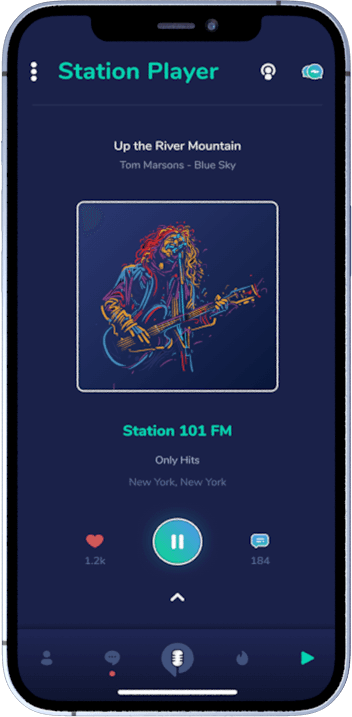 Station Player
Up the River Mountain
Tom Marsons - Blue Sky
Station 101 FM
Only Hits
New York, New York
1.2k
184